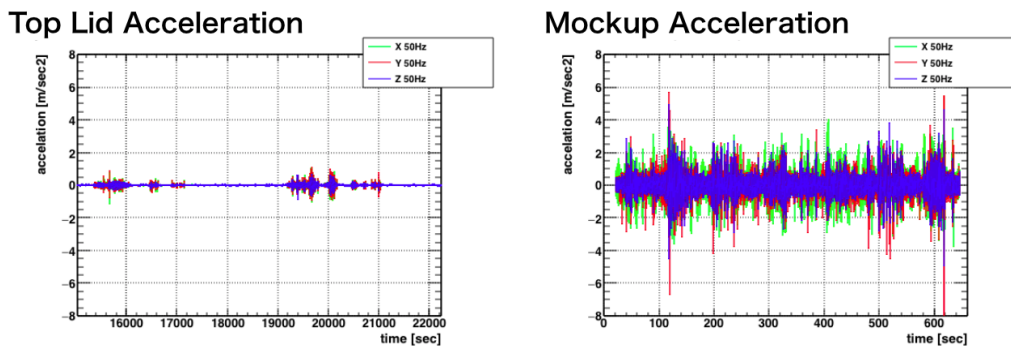 Top Lid Acceleration
accelation [m/sec2]
8
6
4
2
0
−2
−4
−6
−8
X 50Hz
Y 50Hz
Z 50Hz
16000 17000 18000 19000 20000 21000 22000
time [sec]
Mockup Acceleration
accelation [m/sec2]
8
6
4
2
0
−2
−4
−6
−8
X 50Hz
Y 50Hz
Z 50Hz
0 100 200 300 400 500 600
time [sec]